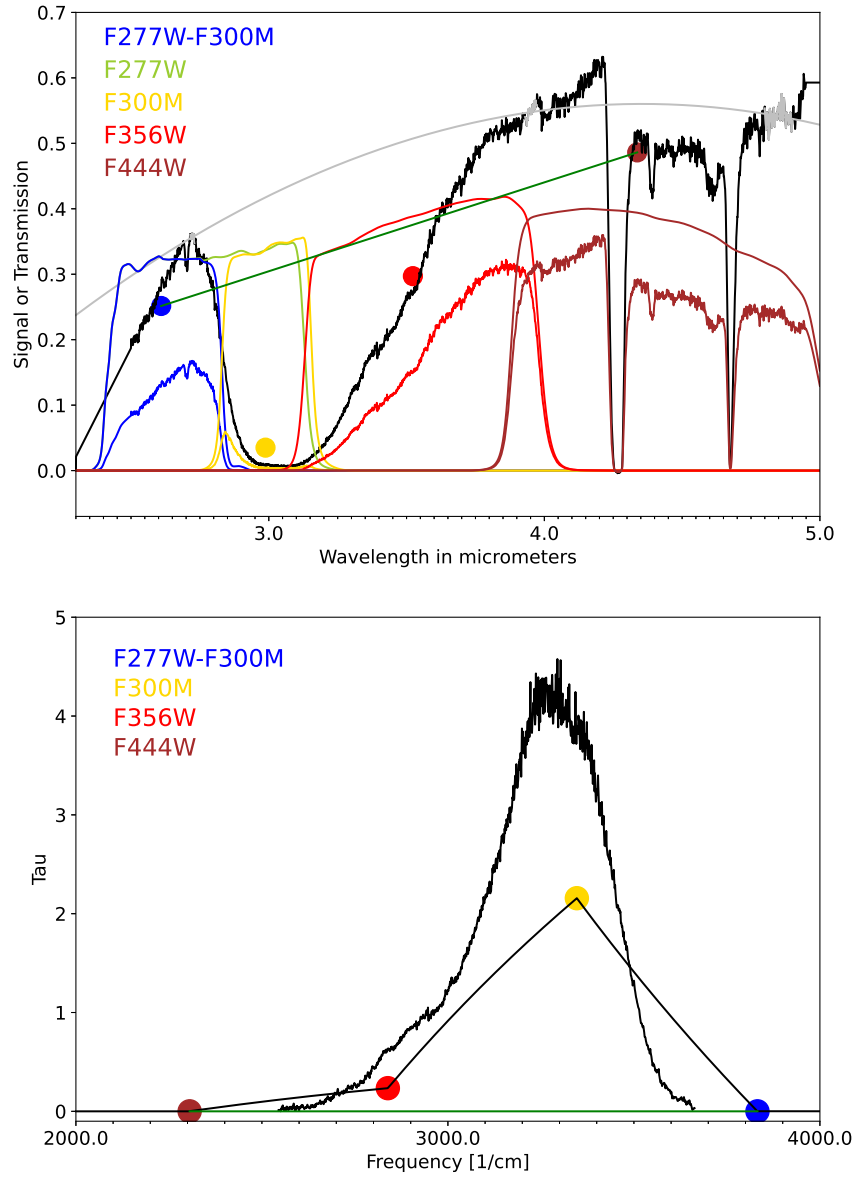 0.7
F277W-F300M
F277W
0.6
F300M
F356W
0.5
F444W
0.4
0.3
0.2
0.1
0.0
Signal or Transmission
3.0
4.0
5.0
Wavelength in micrometers
5
F277W-F300M
F300M
F356W
4
F444W
3
2
1
0
Tau
2000.0
3000.0
4000.0
Frequency [1/cm]